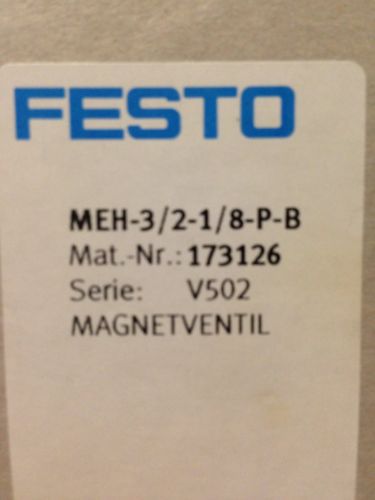 FESTO
MEH-3/2-1/8-P-B
Mat.-Nr.: 173126
Serie: V502
MAGNETVENTIL